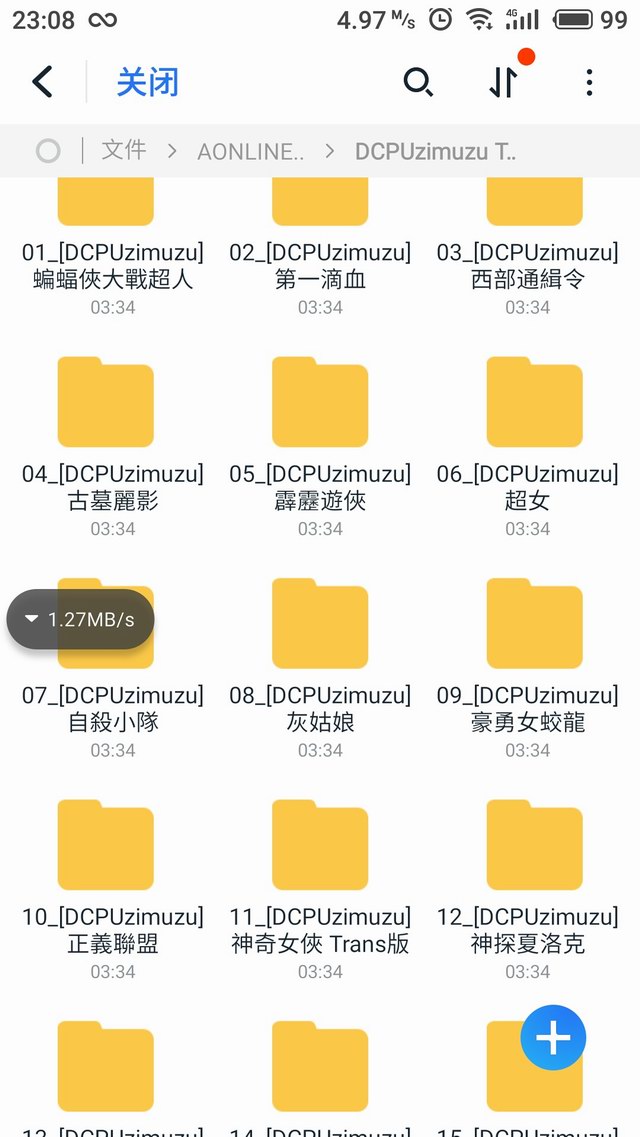 23:08 4.97 M/s 4G 99
关闭
文件 AONLINE.. DCPUzimuzu T..
01_[DCPUzimuzu] 02_[DCPUzimuzu] 03_[DCPUzimuzu]
蝙蝠俠大戰超人 第一滴血 西部通緝令
03:34 03:34 03:34
04_[DCPUzimuzu] 05_[DCPUzimuzu] 06_[DCPUzimuzu]
古墓麗影 霹靂遊俠 超女
03:34 03:34 03:34
1.27MB/s
07_[DCPUzimuzu] 08_[DCPUzimuzu] 09_[DCPUzimuzu]
自殺小隊 灰姑娘 豪勇女蛟龍
03:34 03:34 03:34
10_[DCPUzimuzu] 11_[DCPUzimuzu] 12_[DCPUzimuzu]
正義聯盟 神奇女俠 Trans版 神探夏洛克
03:34 03:34 03:34